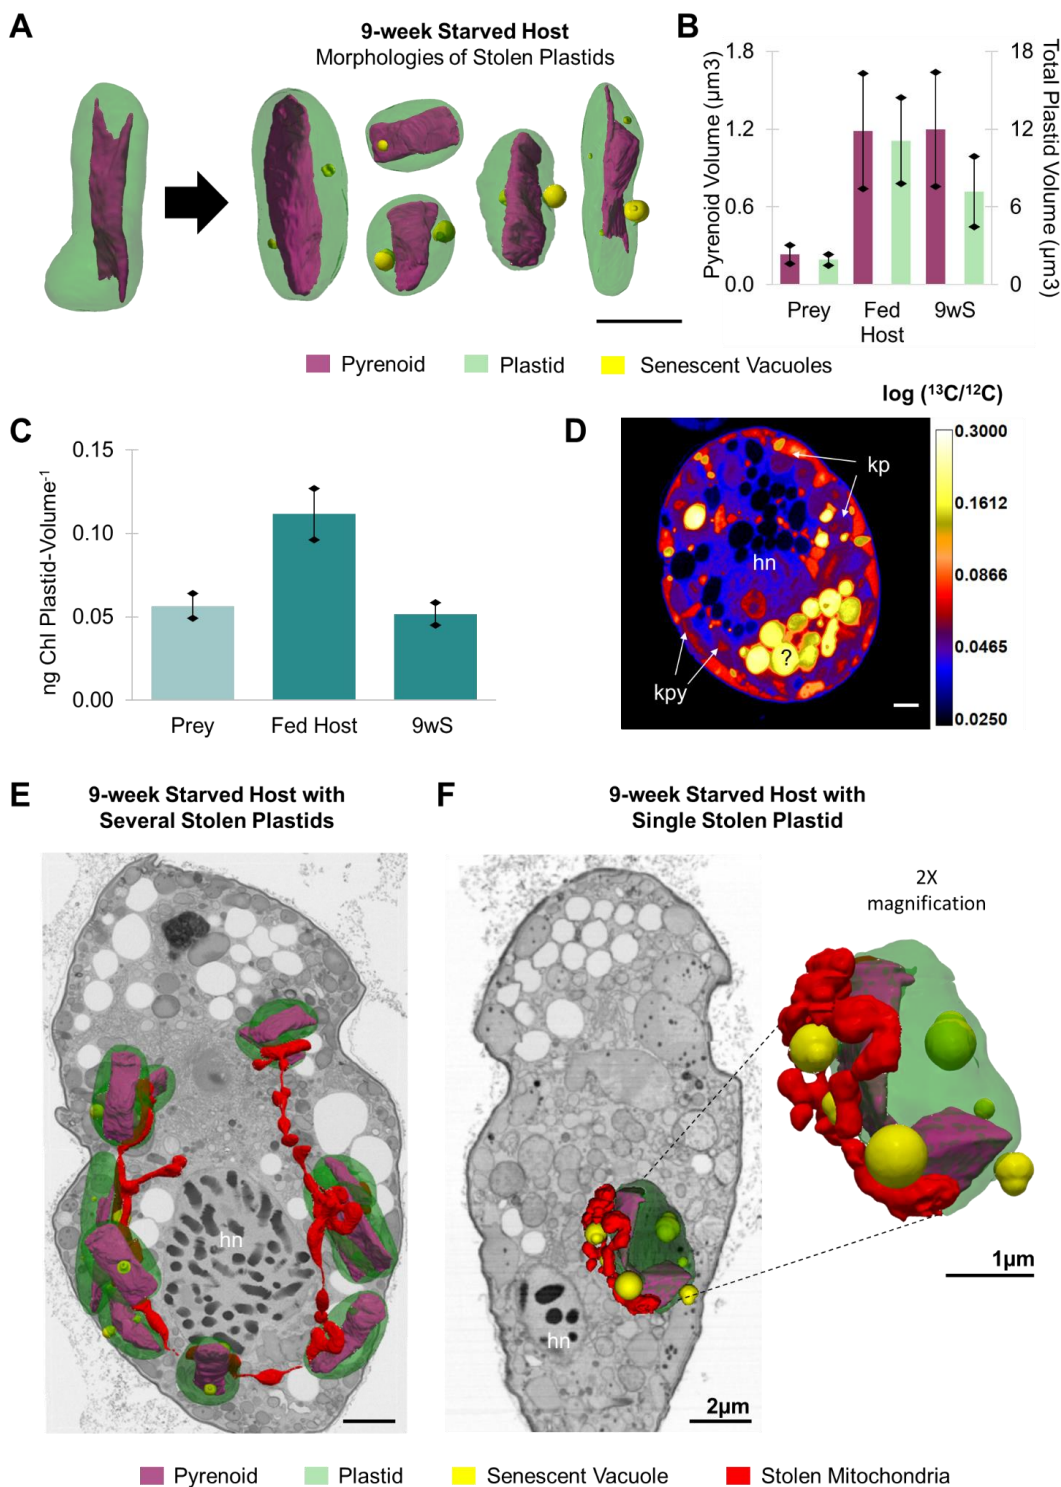 A
9-week Starved Host
Morphologies of Stolen Plastids
B
Pyrenoid Volume (µm3)
1.8
1.2
0.6
0.0
Total Plastid Volume (µm3)
18
12
6
0
Prey
Fed
Host
9wS
Pyrenoid
Plastid
Senescent Vacuoles
C
ng Chl Plastid-Volume⁻¹
0.15
0.10
0.05
0.00
Prey
Fed Host
9wS
D
log (¹³C/¹²C)
0.3000
0.1612
0.0866
0.0465
0.0250
kp
hn
?
kpy
E
9-week Starved Host with
Several Stolen Plastids
hn
F
9-week Starved Host with
Single Stolen Plastid
2X
magnification
hn
2µm
1µm
Pyrenoid
Plastid
Senescent Vacuole
Stolen Mitochondria